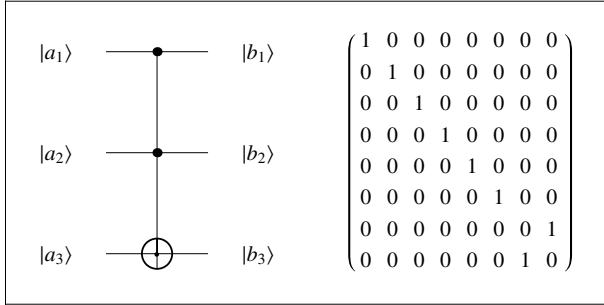 |a₁⟩ |b₁⟩
|a₂⟩ |b₂⟩
|a₃⟩ |b₃⟩
1 0 0 0 0 0 0 0
0 1 0 0 0 0 0 0
0 0 1 0 0 0 0 0
0 0 0 1 0 0 0 0
0 0 0 0 1 0 0 0
0 0 0 0 0 1 0 0
0 0 0 0 0 0 0 1
0 0 0 0 0 0 1 0